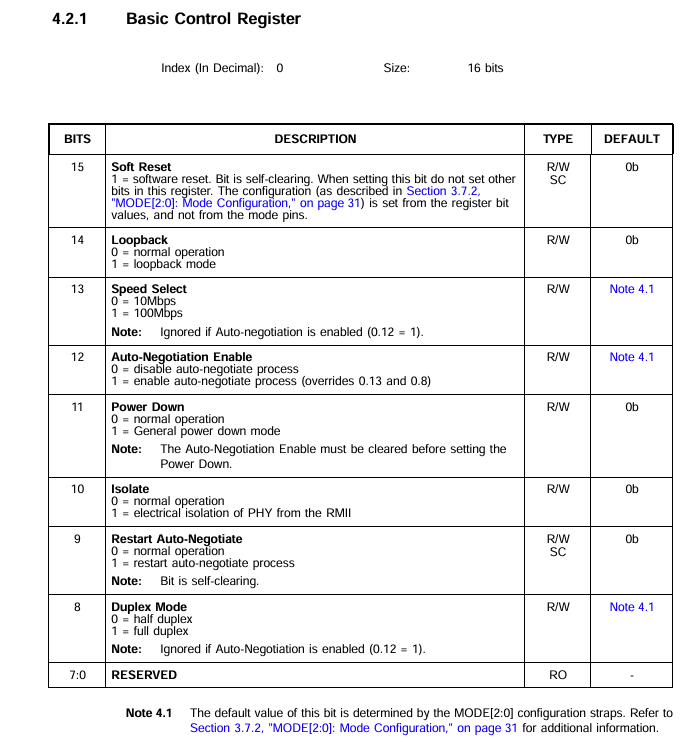 4.2.1 Basic Control Register
Index (In Decimal): 0 Size: 16 bits
BITS DESCRIPTION TYPE DEFAULT
15 Soft Reset R/W 0b
1 = software reset. Bit is self-clearing. When setting this bit do not set other SC
bits in this register. The configuration (as described in Section 3.7.2,
"MODE[2:0]: Mode Configuration," on page 31) is set from the register bit
values, and not from the mode pins.
14 Loopback R/W 0b
0 = normal operation
1 = loopback mode
13 Speed Select R/W Note 4.1
0 = 10Mbps
1 = 100Mbps
Note: Ignored if Auto-negotiation is enabled (0.12 = 1).
12 Auto-Negotiation Enable R/W Note 4.1
0 = disable auto-negotiate process
1 = enable auto-negotiate process (overrides 0.13 and 0.8)
11 Power Down R/W 0b
0 = normal operation
1 = General power down mode
Note: The Auto-Negotiation Enable must be cleared before setting the
Power Down.
10 Isolate R/W 0b
0 = normal operation
1 = electrical isolation of PHY from the RMII
9 Restart Auto-Negotiate R/W 0b
0 = normal operation SC
1 = restart auto-negotiate process
Note: Bit is self-clearing.
8 Duplex Mode R/W Note 4.1
0 = half duplex
1 = full duplex
Note: Ignored if Auto-Negotiation is enabled (0.12 = 1).
7:0 RESERVED RO -
Note 4.1 The default value of this bit is determined by the MODE[2:0] configuration straps. Refer to
Section 3.7.2, "MODE[2:0]: Mode Configuration," on page 31 for additional information.